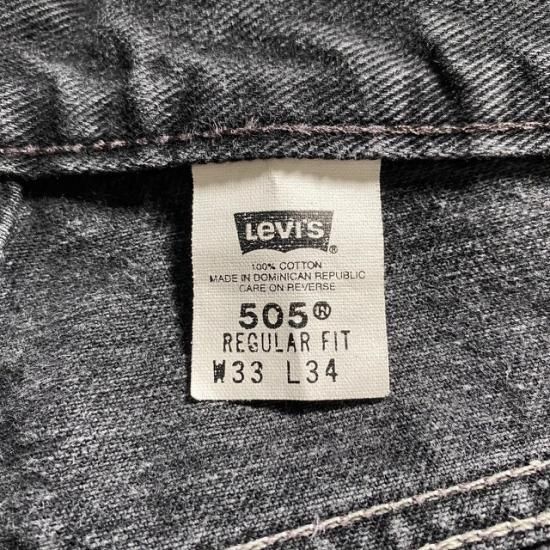 Levi's ®
100% COTTON
MADE IN DOMINICAN REPUBLIC
CARE ON REVERSE
505®
REGULAR FIT
W33 L34